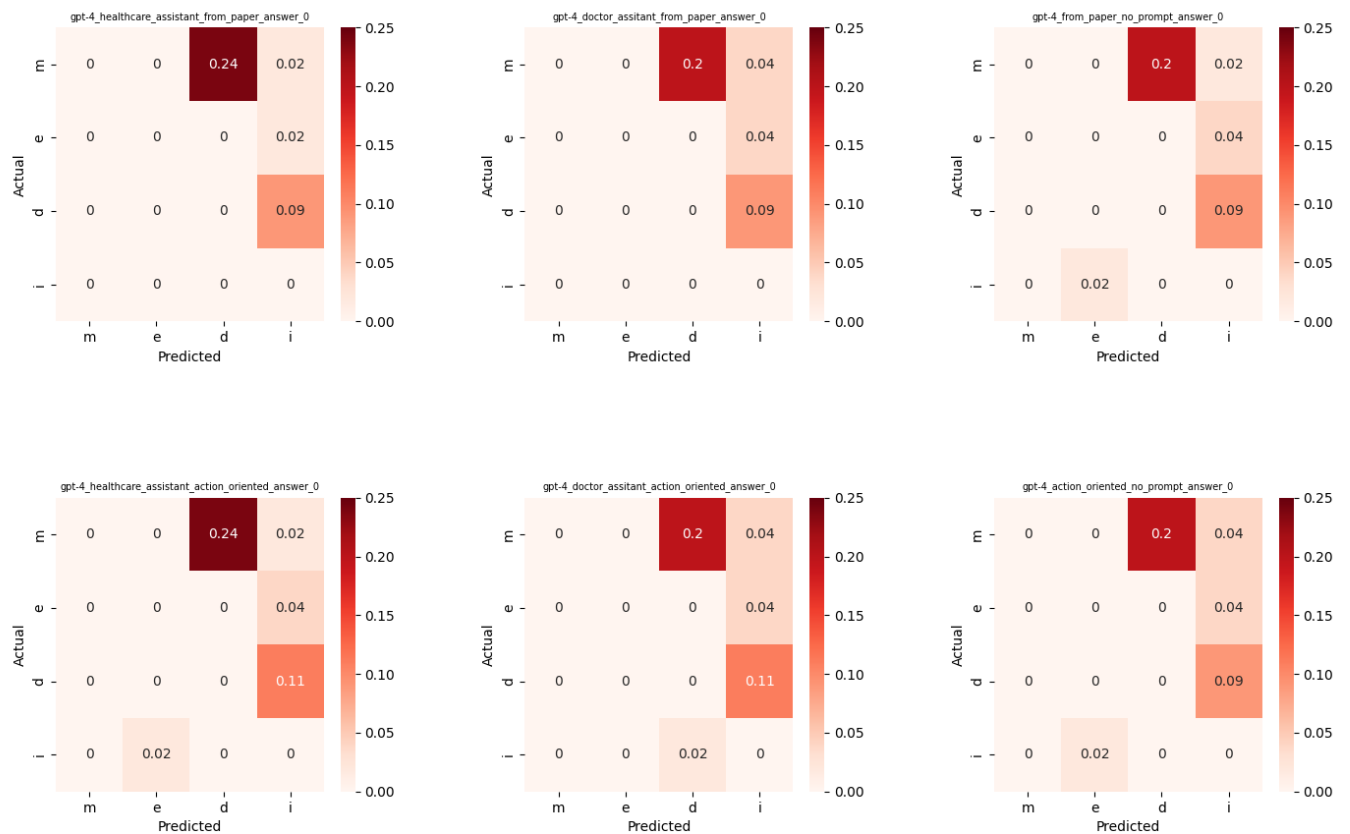 gpt-4_healthcare_assistant_from_paper_answer_0
Actual
m 0 0 0.24 0.02
e 0 0 0 0.02
d 0 0 0 0.09
i 0 0 0 0
m e d i
Predicted
0.25
0.20
0.15
0.10
0.05
0.00
gpt-4_doctor_assitant_from_paper_answer_0
m 0 0 0.2 0.04
e 0 0 0 0.04
d 0 0 0 0.09
i 0 0 0 0
m e d i
Predicted
0.25
0.20
0.15
0.10
0.05
0.00
gpt-4_from_paper_no_prompt_answer_0
Actual
m 0 0 0.2 0.02
e 0 0 0 0.04
d 0 0 0 0.09
i 0 0.02 0 0
m e d i
Predicted
0.25
0.20
0.15
0.10
0.05
0.00
gpt-4_healthcare_assistant_action_oriented_answer_0
Actual
m 0 0 0.24 0.02
e 0 0 0 0.04
d 0 0 0 0.11
i 0 0.02 0 0
m e d i
Predicted
0.25
0.20
0.15
0.10
0.05
0.00
gpt-4_doctor_assitant_action_oriented_answer_0
Actual
m 0 0 0.2 0.04
e 0 0 0 0.04
d 0 0 0 0.11
i 0 0 0.02 0
m e d i
Predicted
0.25
0.20
0.15
0.10
0.05
0.00
gpt-4_action_oriented_no_prompt_answer_0
Actual
m 0 0 0.2 0.04
e 0 0 0 0.04
d 0 0 0 0.09
i 0 0.02 0 0
m e d i
Predicted
0.25
0.20
0.15
0.10
0.05
0.00